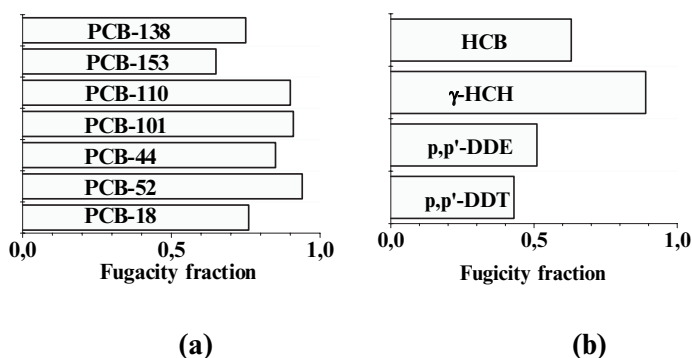 PCB-138
PCB-153
PCB-110
PCB-101
PCB-44
PCB-52
PCB-18
0,0 0,5 1,0
Fugacity fraction
(a)
HCB
γ-HCH
p,p'-DDE
p,p'-DDT
0,0 0,5 1,0
Fugicity fraction
(b)